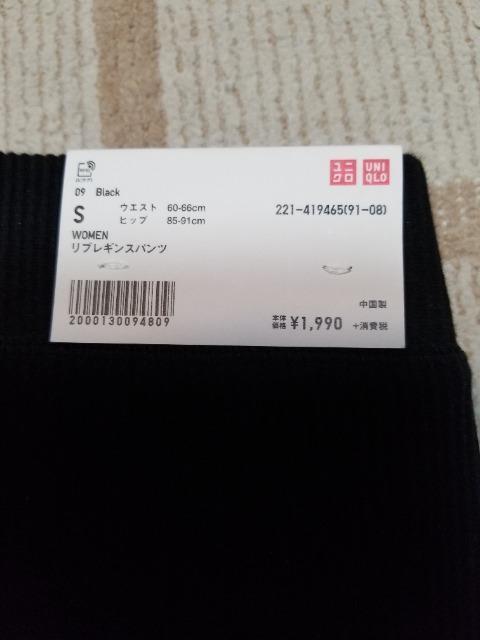 ユニクロ
UNIQLO
09 Black
S ウエスト 60-66cm
ヒップ 85-91cm
221-419465(91-08)
WOMEN
リブレギンスパンツ
中国製
2000130094809
本体価格 ¥1,990 +消費税